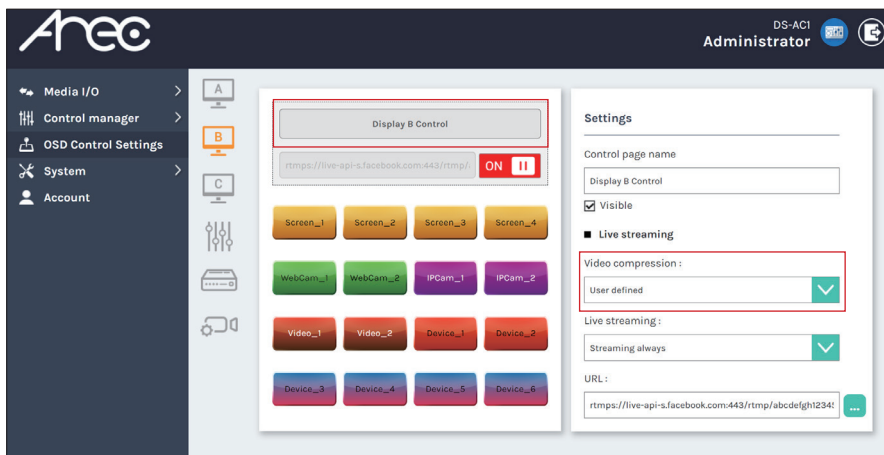 Arec
DS-AC1
Administrator
Media I/O
Control manager
OSD Control Settings
System
Account
A
B
C
Display B Control
rtmps://live-api-s.facebook.com:443/rtmp/
ON
Screen_1 Screen_2 Screen_3 Screen_4
WebCam_1 WebCam_2 IPCam_1 IPCam_2
Video_1 Video_2 Device_1 Device_2
Device_3 Device_4 Device_5 Device_6
Settings
Control page name
Display B Control
Visible
Live streaming
Video compression :
User defined
Live streaming :
Streaming always
URL :
rtmps://live-api-s.facebook.com:443/rtmp/abcdefgh12345
...